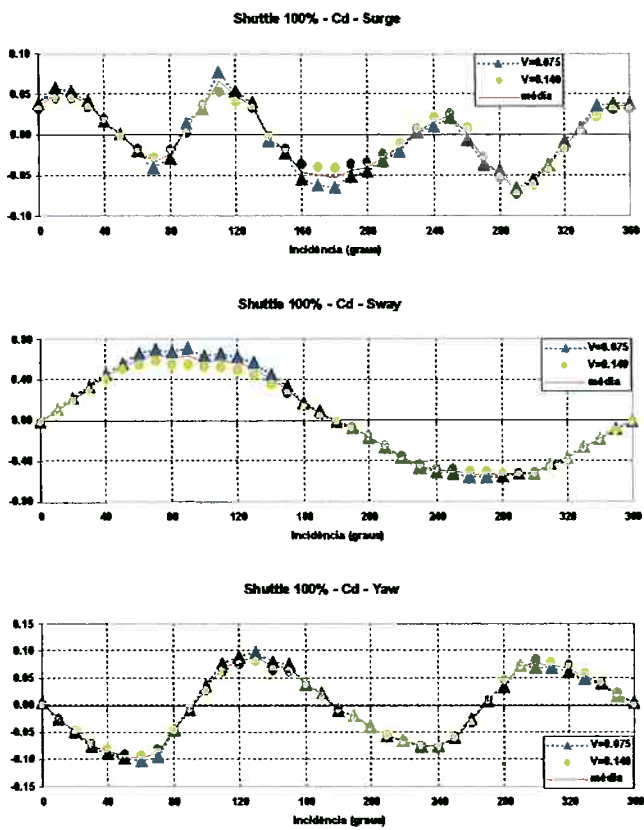 Shuttle 100% - Cd - Surge
0.10
0.05
0.00
-0.05
-0.10
V=0.075
V=0.140
média
0 40 80 120 160 200 240 280 320 360
Incidência (graus)
Shuttle 100% - Cd - Sway
0.80
0.40
0.00
-0.40
-0.80
V=0.075
V=0.140
média
0 40 80 120 160 200 240 280 320 360
Incidência (graus)
Shuttle 100% - Cd - Yaw
0.15
0.10
0.05
0.00
-0.05
-0.10
-0.15
V=0.075
V=0.140
média
0 40 80 120 160 200 240 280 320 360
Incidência (graus)